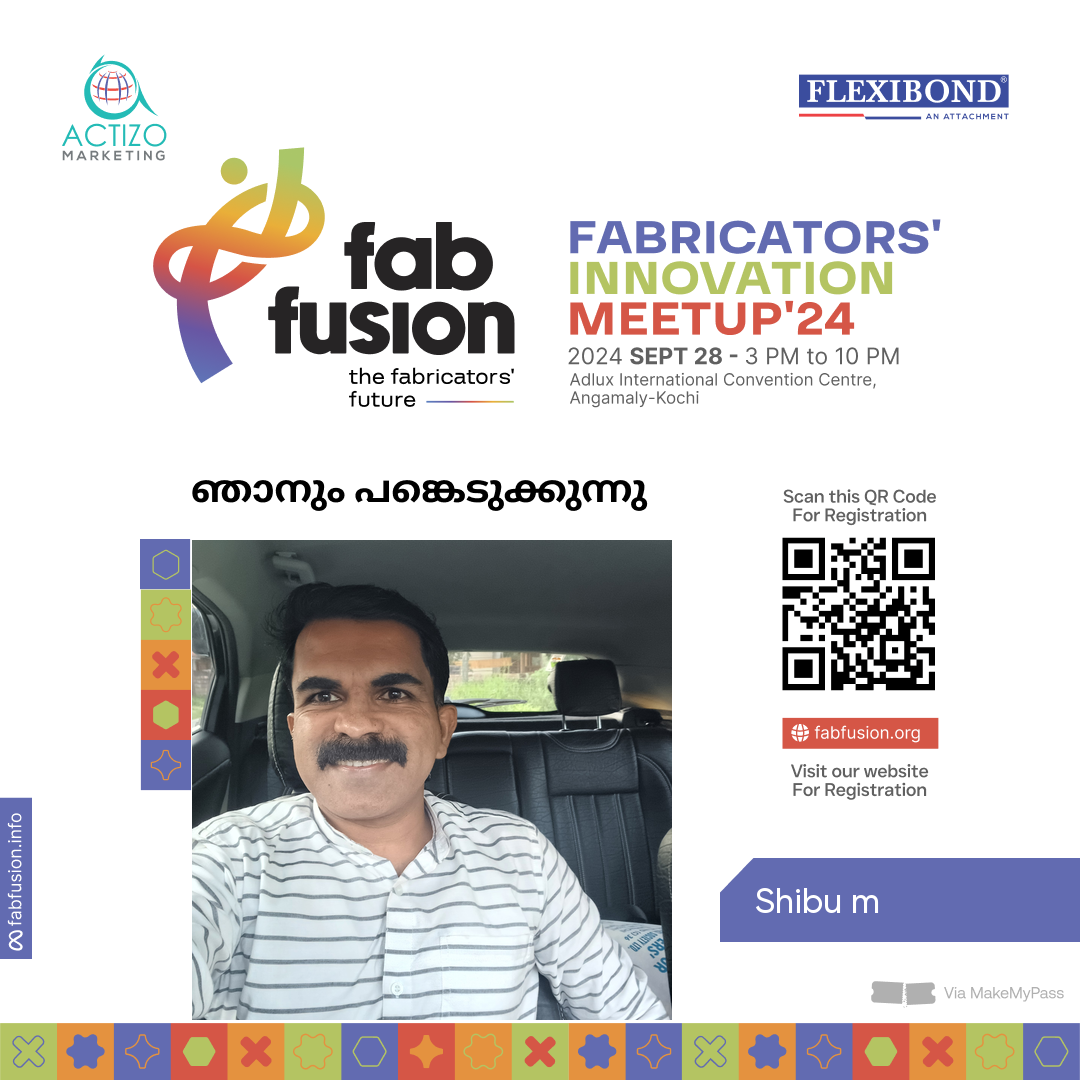 ACTIZO
MARKETING
FLEXIBOND®
AN ATTACHMENT
fab
fusion
the fabricators'
future
FABRICATORS'
INNOVATION
MEETUP'24
2024 SEPT 28 - 3 PM to 10 PM
Adlux International Convention Centre,
Angamaly-Kochi
ഞാനും പങ്കെടുക്കുന്നു
Scan this QR Code
For Registration
fabfusion.org
Visit our website
For Registration
fabfusion.info
Shibu m
Via MakeMyPass